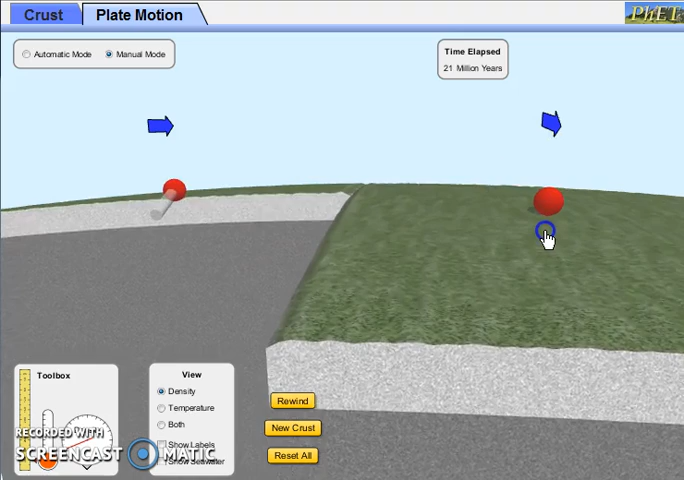 Crust
Plate Motion
PhET
Automatic Mode
Manual Mode
Time Elapsed
21 Million Years
Toolbox
View
Density
Temperature
Both
Show Labels
Show Seawater
Rewind
New Crust
Reset All
RECORDED WITH
SCREENCAST MATIC